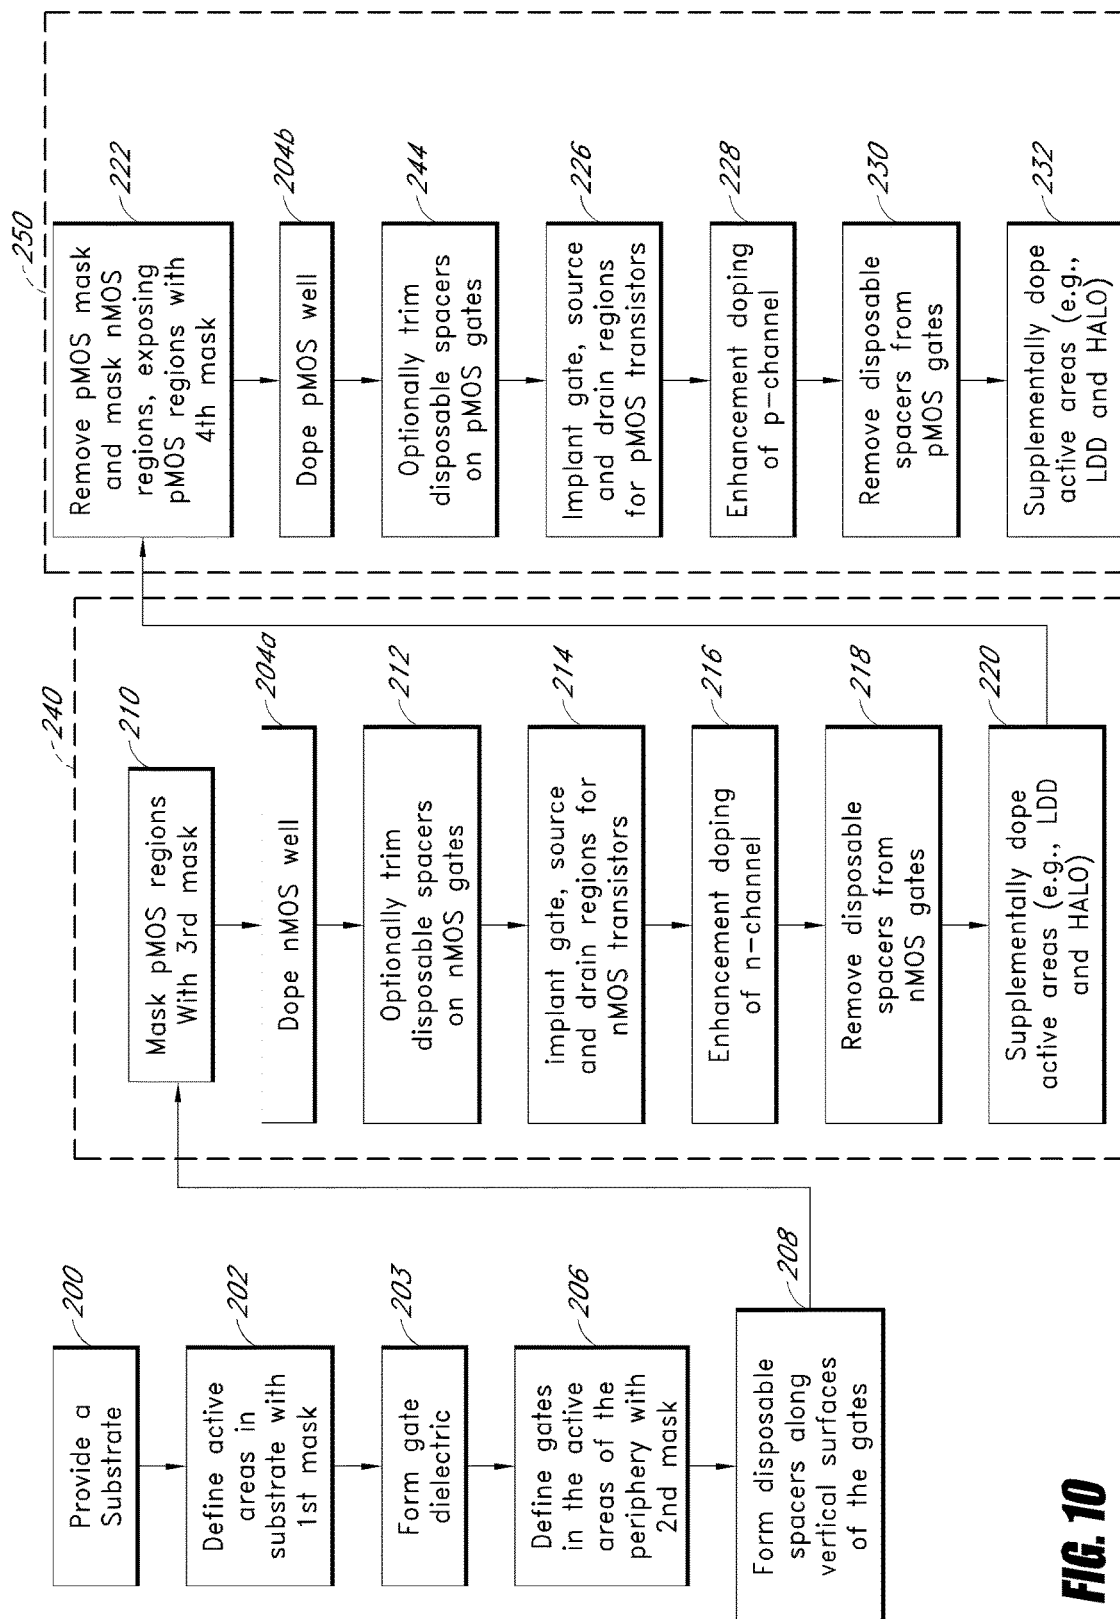 200
Provide a
Substrate
202
Define active
areas in
substrate with
1st mask
203
Form gate
dielectric
206
Define gates
in the active
areas of the
periphery with
2nd mask
208
Form disposable
spacers along
vertical surfaces
of the gates
240
210
Mask pMOS regions
With 3rd mask
204a
Dope nMOS well
212
Optionally trim
disposable spacers
on nMOS gates
214
implant gate, source
and drain regions for
nMOS transistors
216
Enhancement doping
of n-channel
218
Remove disposable
spacers from
nMOS gates
220
Supplementally dope
active areas (e.g., LDD
and HALO)
250
222
Remove pMOS mask
and mask nMOS
regions, exposing
pMOS regions with
4th mask
204b
Dope pMOS well
244
Optionally trim
disposable spacers
on pMOS gates
226
Implant gate, source
and drain regions
for pMOS transistors
228
Enhancement doping
of p-channel
230
Remove disposable
spacers from
pMOS gates
232
Supplementally dope
active areas (e.g.,
LDD and HALO)
FIG. 10